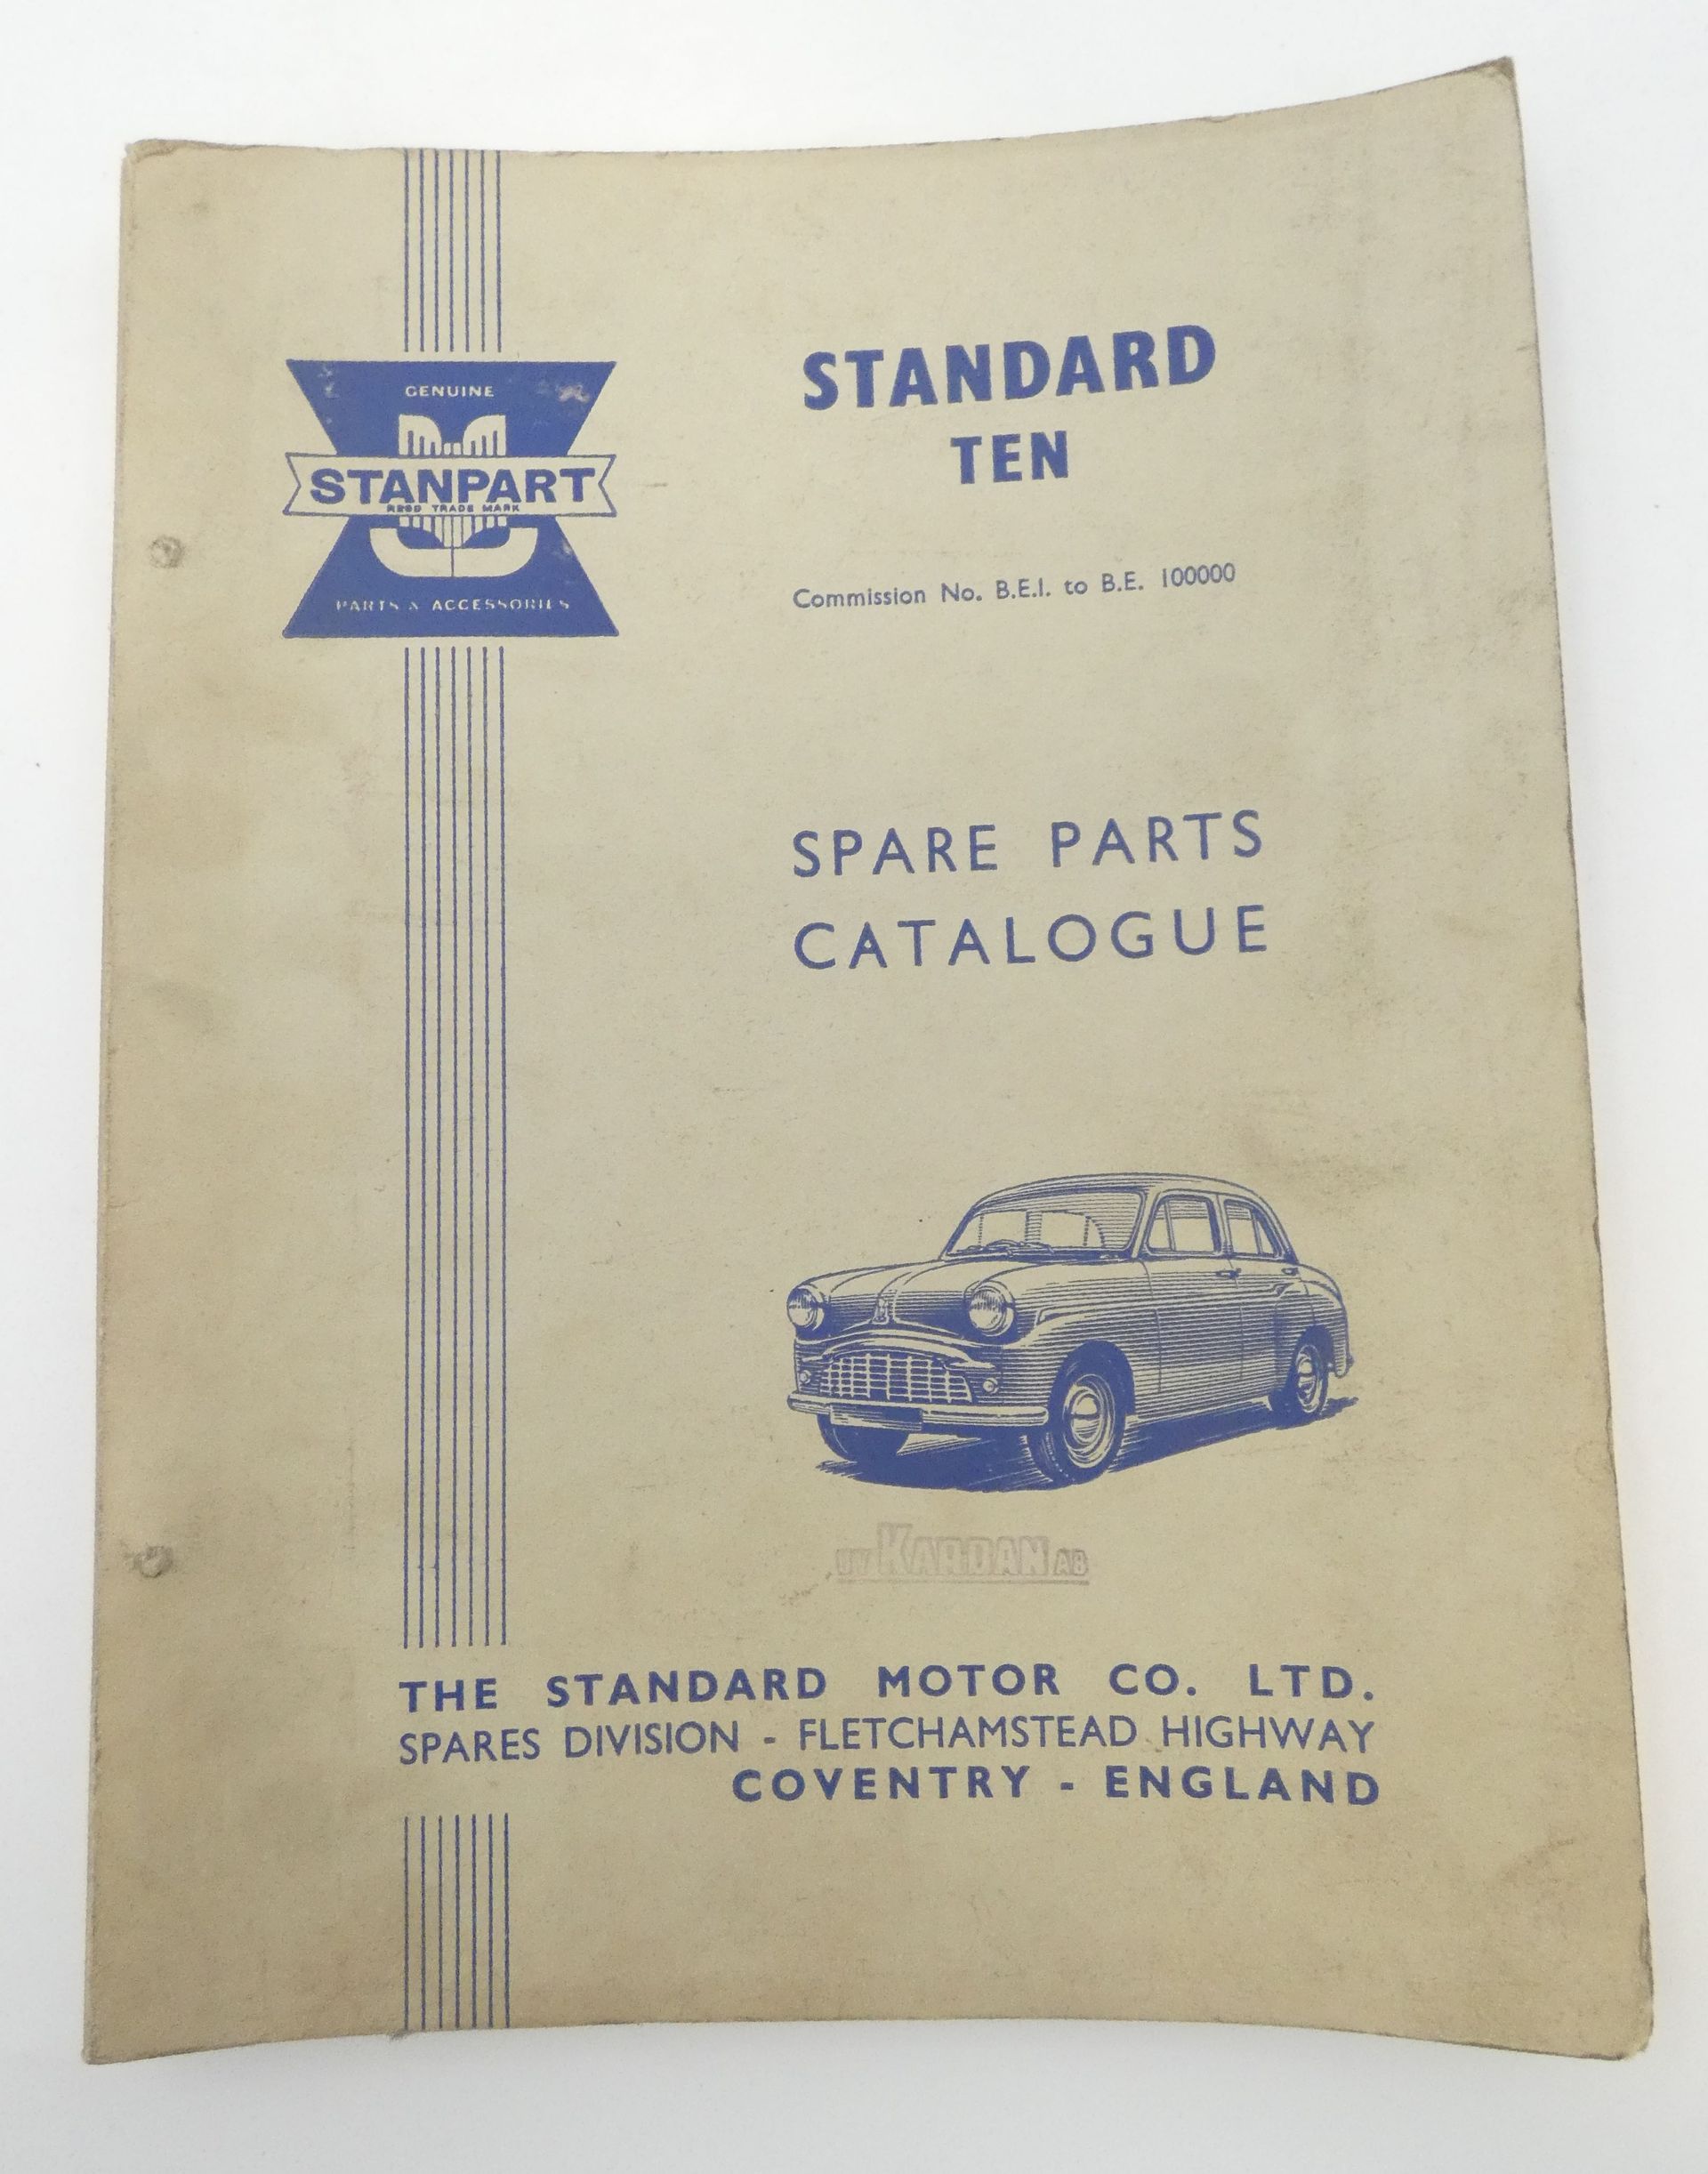 GENUINE
STANPART
REGD TRADE MARK
PARTS & ACCESSORIES
STANDARD
TEN
Commission No. B.E.I. to B.E. 100000
SPARE PARTS
CATALOGUE
KARDAN AB
THE STANDARD MOTOR CO. LTD.
SPARES DIVISION - FLETCHAMSTEAD HIGHWAY
COVENTRY - ENGLAND